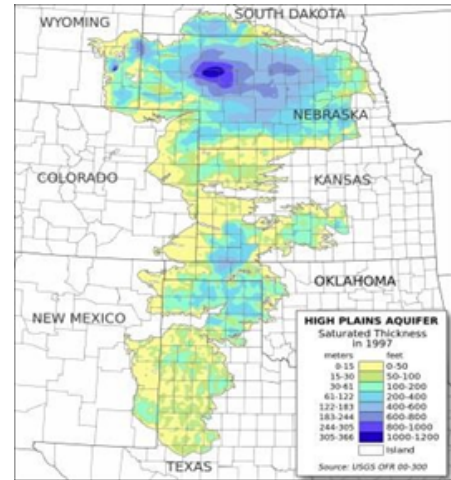 WYOMING
SOUTH DAKOTA
NEBRASKA
COLORADO
KANSAS
OKLAHOMA
NEW MEXICO
TEXAS
HIGH PLAINS AQUIFER
Saturated Thickness
in 1997
meters feet
0-15 0-50
15-30 50-100
30-61 100-200
61-122 200-400
122-183 400-600
183-244 600-800
244-305 800-1000
305-366 1000-1200
Island
Source: USGS OFR 00-300